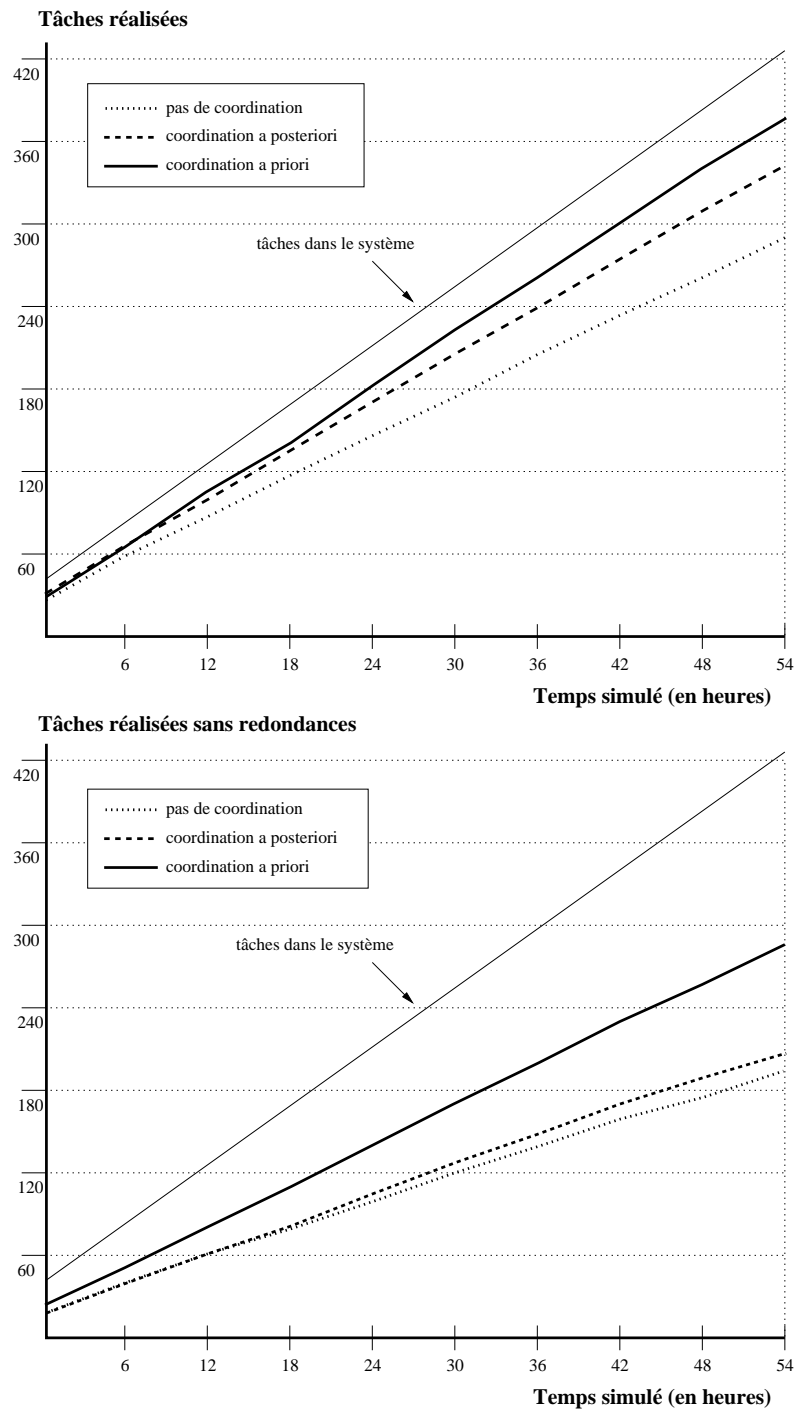 Tâches réalisées
420
pas de coordination
coordination a posteriori
360
coordination a priori
300
tâches dans le système
240
180
120
60
6 12 18 24 30 36 42 48 54
Temps simulé (en heures)
Tâches réalisées sans redondances
420
pas de coordination
coordination a posteriori
360
coordination a priori
300
tâches dans le système
240
180
120
60
6 12 18 24 30 36 42 48 54
Temps simulé (en heures)